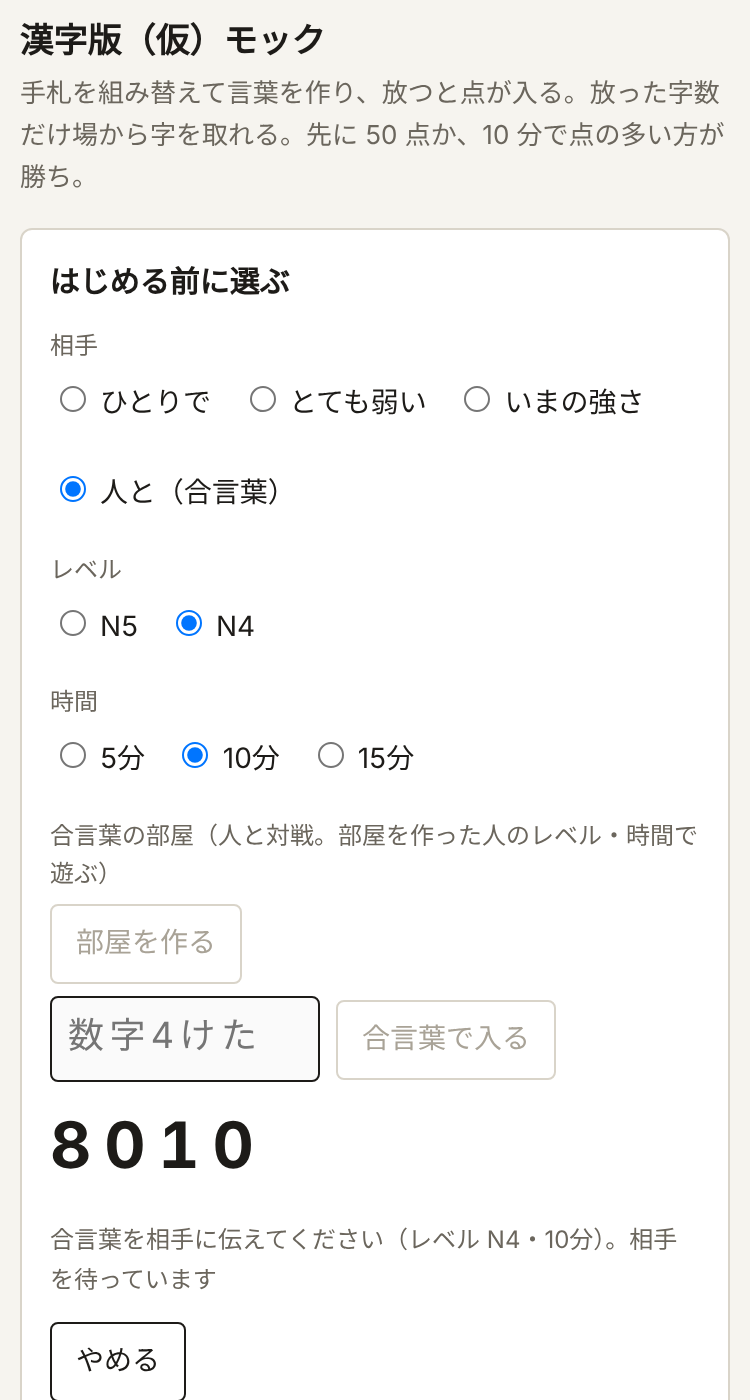 漢字版（仮）モック
手札を組み替えて言葉を作り、放つと点が入る。放った字数
だけ場から字を取れる。先に 50 点か、10 分で点の多い方が
勝ち。
はじめる前に選ぶ
相手
ひとりで とても弱い いまの強さ
人と（合言葉）
レベル
N5 N4
時間
5分 10分 15分
合言葉の部屋（人と対戦。部屋を作った人のレベル・時間で
遊ぶ）
部屋を作る
数字4けた 合言葉で入る
8010
合言葉を相手に伝えてください（レベル N4・10分）。相手
を待っています
やめる